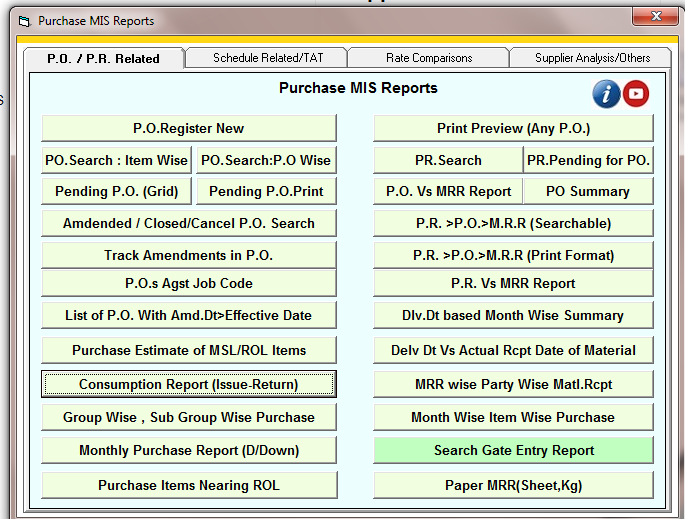 Purchase MIS Reports
P.O. / P.R. Related
Schedule Related/TAT
Rate Comparisons
Supplier Analysis/Others
Purchase MIS Reports
P.O.Register New
Print Preview (Any P.O.)
PO.Search : Item Wise
PO.Search:P.O Wise
PR.Search
PR.Pending for PO.
Pending P.O. (Grid)
Pending P.O.Print
P.O. Vs MRR Report
PO Summary
Amdended / Closed/Cancel P.O. Search
P.R. >P.O.>M.R.R (Searchable)
Track Amendments in P.O.
P.R. >P.O.>M.R.R (Print Format)
P.O.s Agst Job Code
P.R. Vs MRR Report
List of P.O. With Amd.Dt>Effective Date
Dlv.Dt based Month Wise Summary
Purchase Estimate of MSL/ROL Items
Delv Dt Vs Actual Rcpt Date of Material
Consumption Report (Issue-Return)
MRR wise Party Wise Matl.Rcpt
Group Wise , Sub Group Wise Purchase
Month Wise Item Wise Purchase
Monthly Purchase Report (D/Down)
Search Gate Entry Report
Purchase Items Nearing ROL
Paper MRR(Sheet,Kg)